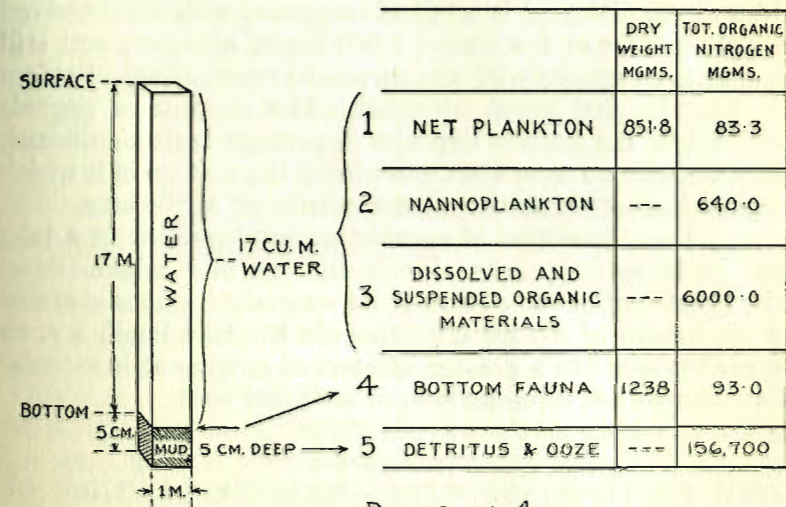 DRY
WEIGHT
MGMS.
TOT. ORGANIC
NITROGEN
MGMS.
SURFACE
17 M.
WATER
17 CU. M.
WATER
1 NET PLANKTON 851·8 83.3
2 NANNOPLANKTON --- 640·0
3 DISSOLVED AND
SUSPENDED ORGANIC
MATERIALS --- 6000·0
4 BOTTOM FAUNA 1238 93·0
BOTTOM
5 CM.
MUD
5 CM. DEEP
5 DETRITUS & OOZE --- 156,700
1 M.